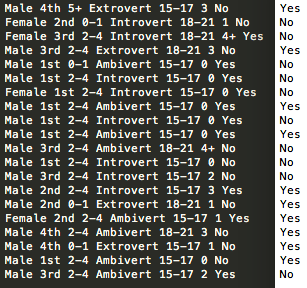 Male 4th 5+ Extrovert 15-17 3 No Yes
Female 2nd 0-1 Introvert 18-21 1 No No
Female 3rd 2-4 Introvert 18-21 4+ Yes No
Male 3rd 2-4 Extrovert 18-21 3 No Yes
Male 1st 0-1 Ambivert 15-17 0 Yes No
Male 1st 2-4 Introvert 15-17 0 Yes No
Female 1st 2-4 Introvert 15-17 0 Yes No
Male 1st 2-4 Ambivert 15-17 0 Yes Yes
Male 1st 2-4 Introvert 15-17 0 Yes No
Male 1st 2-4 Ambivert 15-17 0 Yes Yes
Male 3rd 2-4 Ambivert 18-21 4+ No No
Male 1st 2-4 Introvert 15-17 0 No No
Male 3rd 2-4 Introvert 15-17 2 No No
Male 1st 2-4 Introvert 15-17 3 Yes Yes
Male 2nd 0-1 Extrovert 18-21 1 No No
Female 2nd 2-4 Ambivert 15-17 1 Yes Yes
Male 4th 2-4 Ambivert 18-21 3 No Yes
Male 4th 0-1 Extrovert 15-17 1 No Yes
Male 1st 2-4 Ambivert 15-17 0 No Yes
Male 3rd 2-4 Ambivert 15-17 2 Yes No